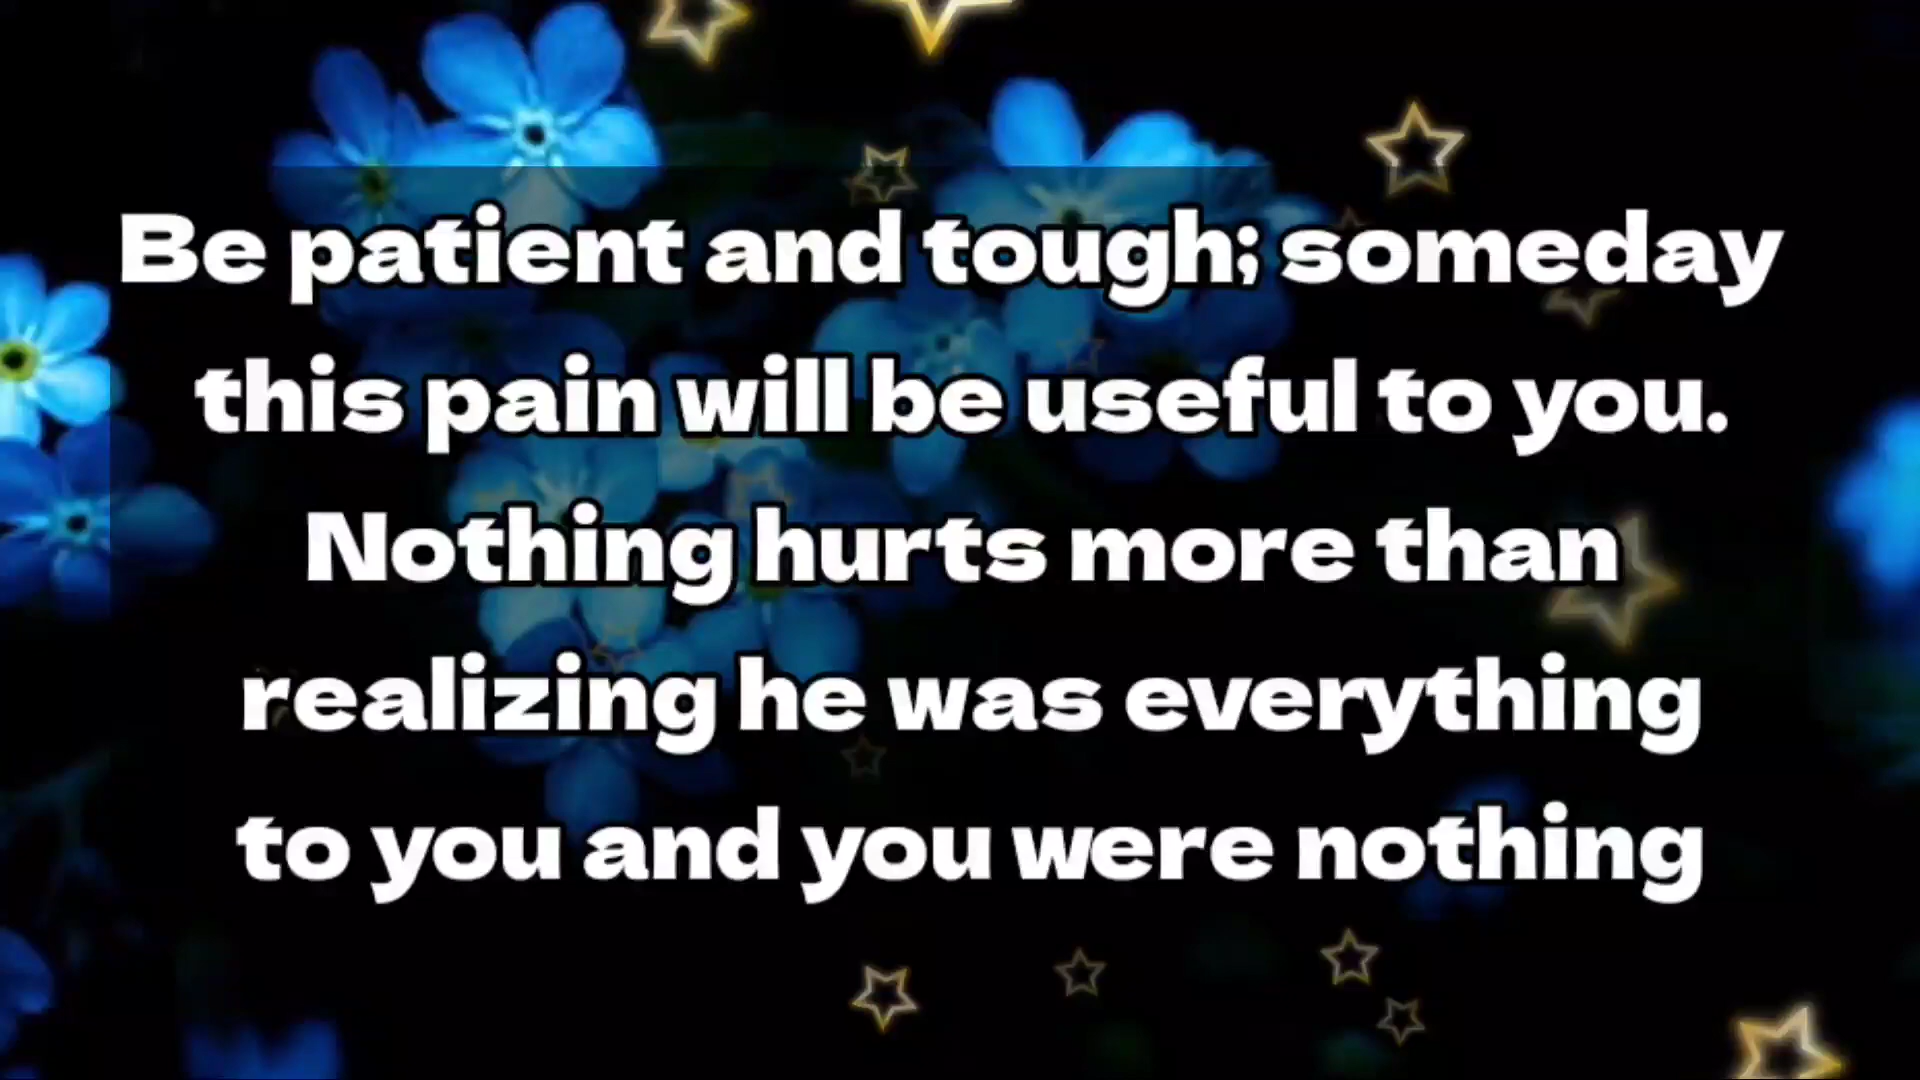 Be patient and tough; someday
this pain will be useful to you.
Nothing hurts more than
realizing he was everything
to you and you were nothing